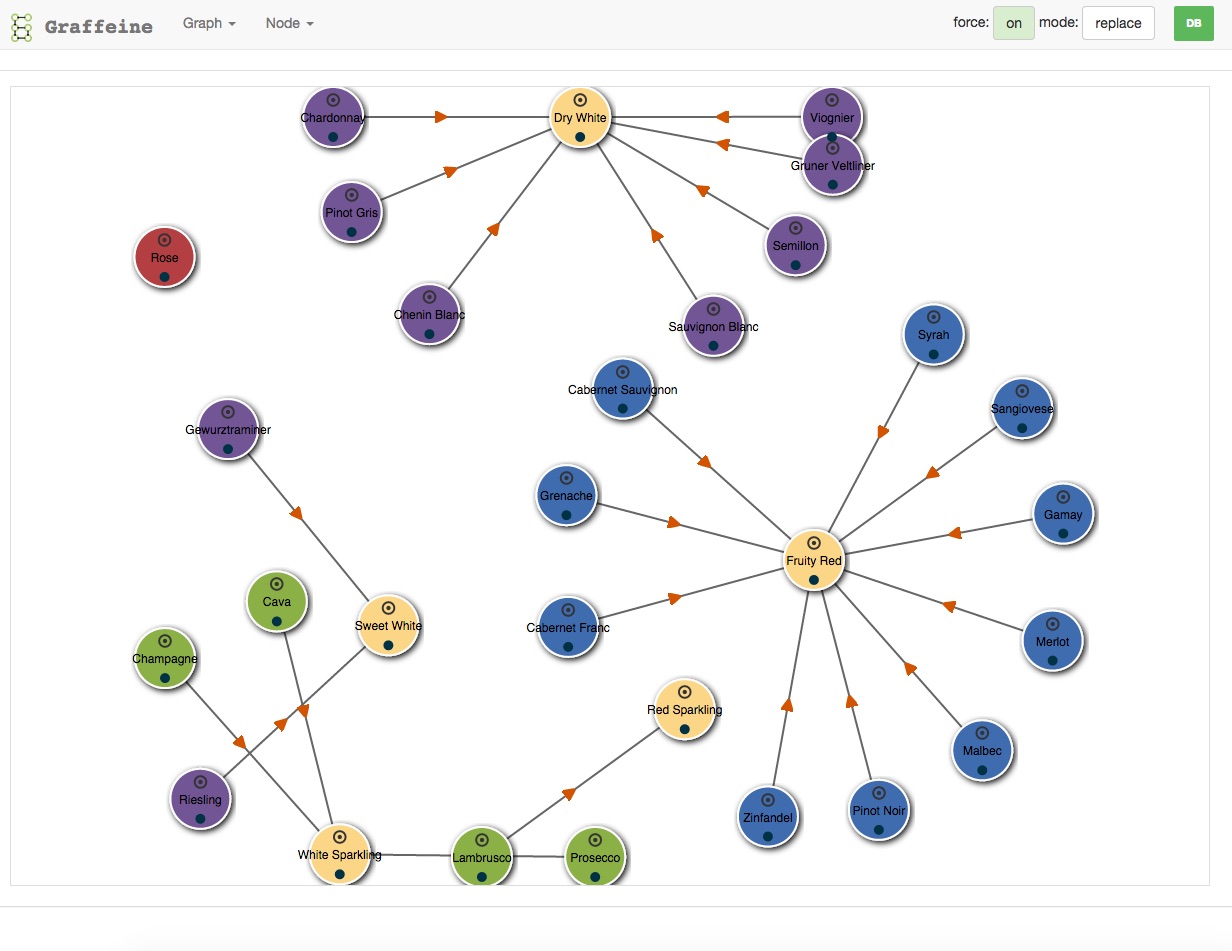 Graffeine
Graph
Node
force: on mode: replace
DB
Chardonnay
Dry White
Viognier
Gruner Veltliner
Pinot Gris
Semillon
Rose
Chenin Blanc
Sauvignon Blanc
Syrah
Cabernet Sauvignon
Sangiovese
Gewurztraminer
Grenache
Gamay
Fruity Red
Cava
Sweet White
Cabernet Franc
Merlot
Champagne
Red Sparkling
Malbec
Riesling
Zinfandel
Pinot Noir
White Sparkling
Lambrusco
Prosecco